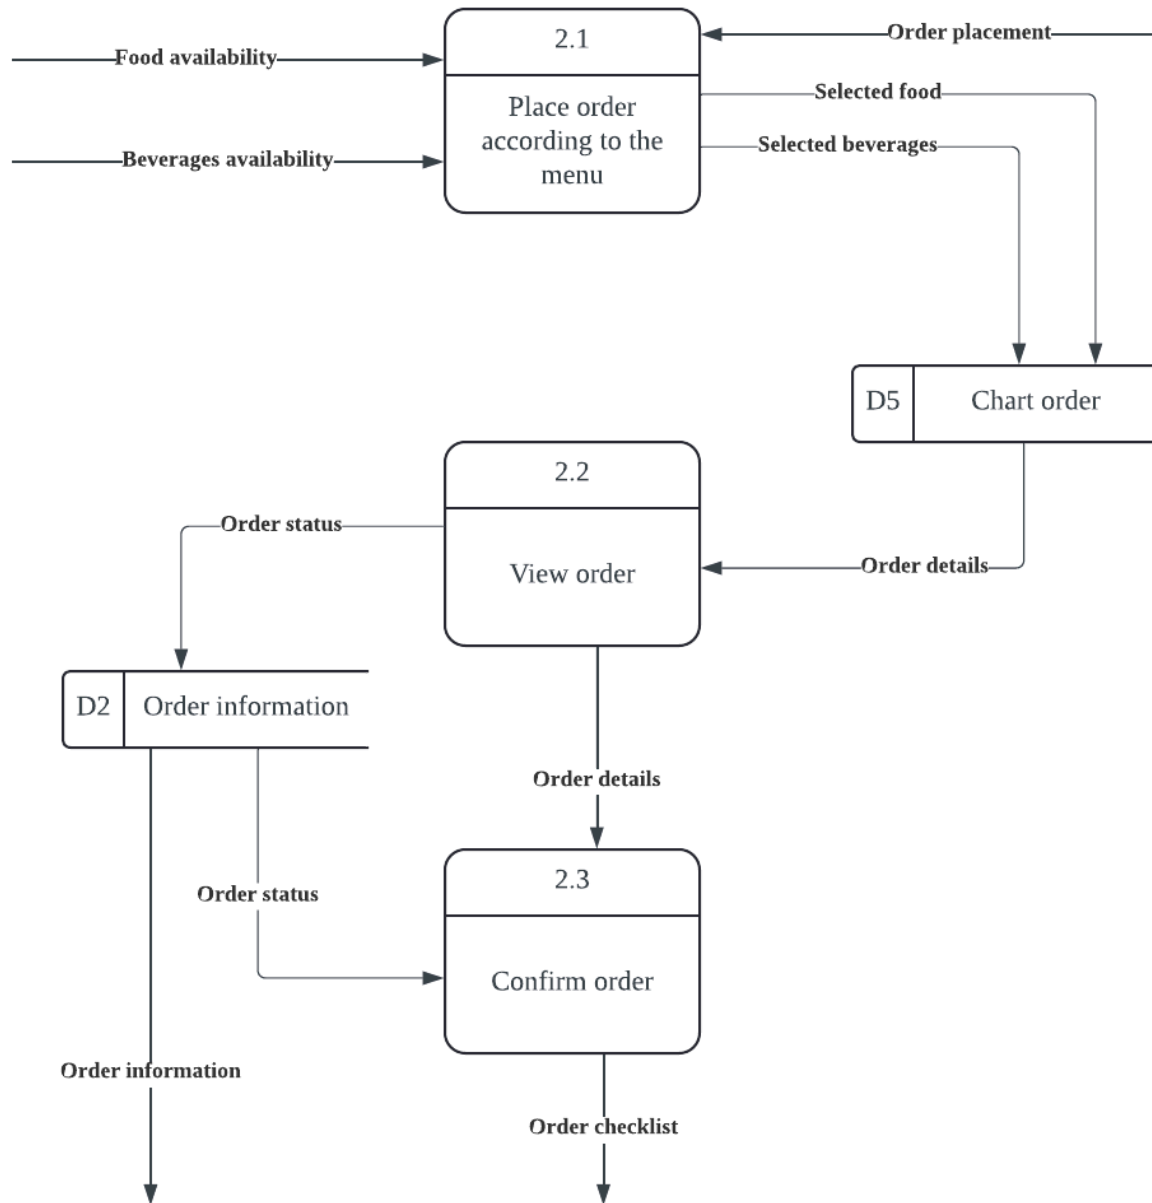 2.1
Order placement
Food availability
Selected food
Place order
according to the
menu
Selected beverages
Beverages availability
D5
Chart order
2.2
Order status
Order details
View order
D2
Order information
Order details
2.3
Order status
Confirm order
Order information
Order checklist